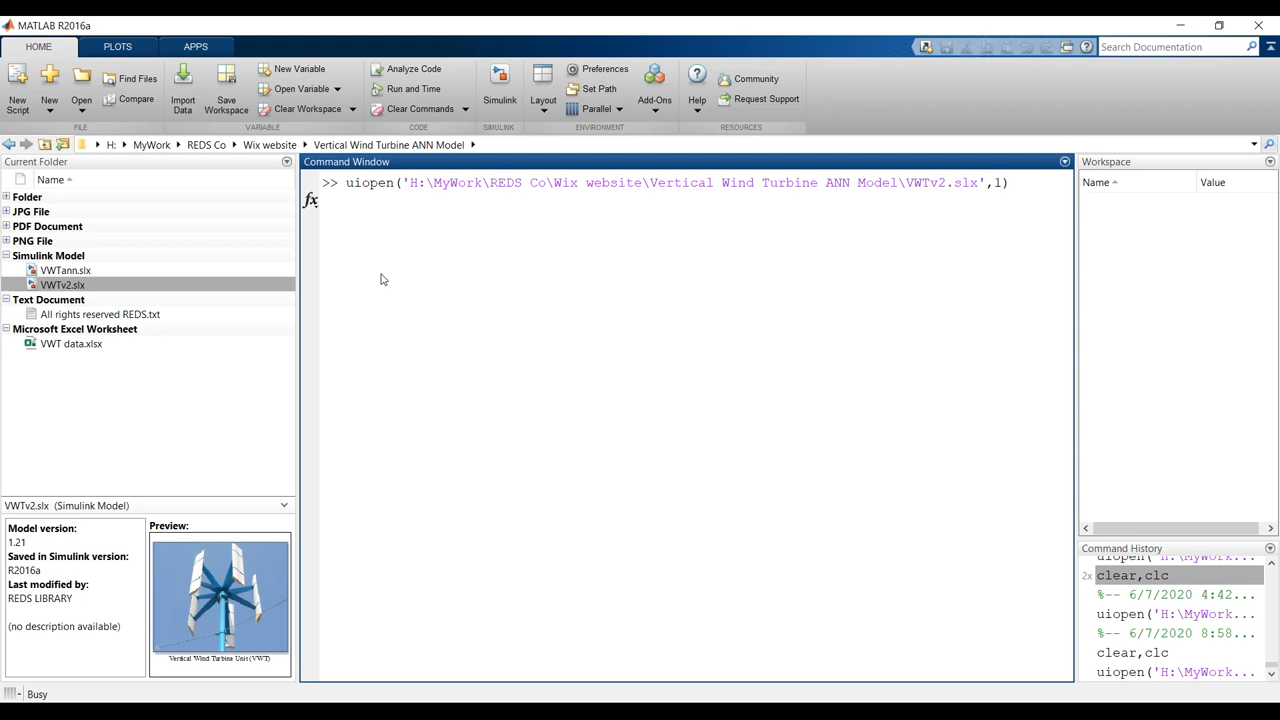 MATLAB R2016a
HOME PLOTS APPS
Search Documentation
New Script
New
Open
Find Files
Compare
Import Data
Save Workspace
New Variable
Open Variable
Clear Workspace
Analyze Code
Run and Time
Clear Commands
Simulink
Layout
Preferences
Set Path
Parallel
Add-Ons
Help
Community
Request Support
FILE VARIABLE CODE SIMULINK ENVIRONMENT RESOURCES
H: MyWork REDS Co Wix website Vertical Wind Turbine ANN Model
Current Folder
Name
Folder
JPG File
PDF Document
PNG File
Simulink Model
VWTann.slx
VWTv2.slx
Text Document
All rights reserved REDS.txt
Microsoft Excel Worksheet
VWT data.xlsx
VWTv2.slx (Simulink Model)
Model version:
1.21
Saved in Simulink version:
R2016a
Last modified by:
REDS LIBRARY
(no description available)
Preview:
Vertical Wind Turbine Unit (VWT)
Command Window
>> uiopen('H:\MyWork\REDS Co\Wix website\Vertical Wind Turbine ANN Model\VWTv2.slx',1)
fx
Workspace
Name Value
Command History
uiopen('H:\MyWork...
2x clear,clc
%-- 6/7/2020 4:42...
uiopen('H:\MyWork...
%-- 6/7/2020 8:58...
clear,clc
uiopen('H:\MyWork...
Busy